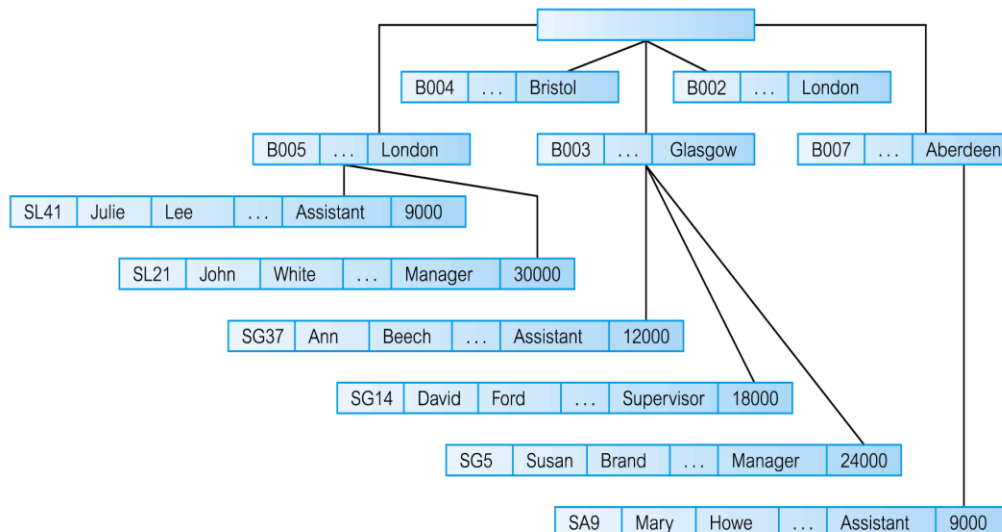 B004 ... Bristol
B002 ... London
B005 ... London
B003 ... Glasgow
B007 ... Aberdeen
SL41 Julie Lee ... Assistant 9000
SL21 John White ... Manager 30000
SG37 Ann Beech ... Assistant 12000
SG14 David Ford ... Supervisor 18000
SG5 Susan Brand ... Manager 24000
SA9 Mary Howe ... Assistant 9000